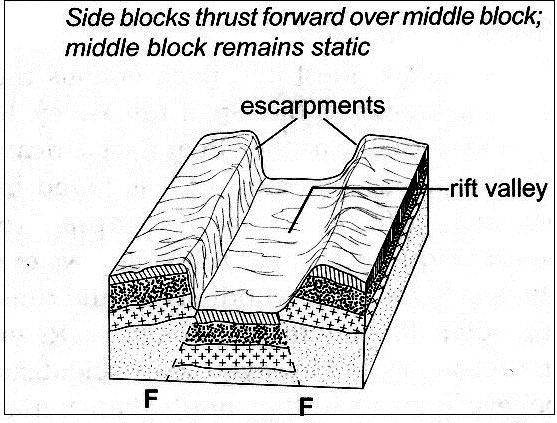 Side blocks thrust forward over middle block;
middle block remains static
escarpments
rift valley
F
F